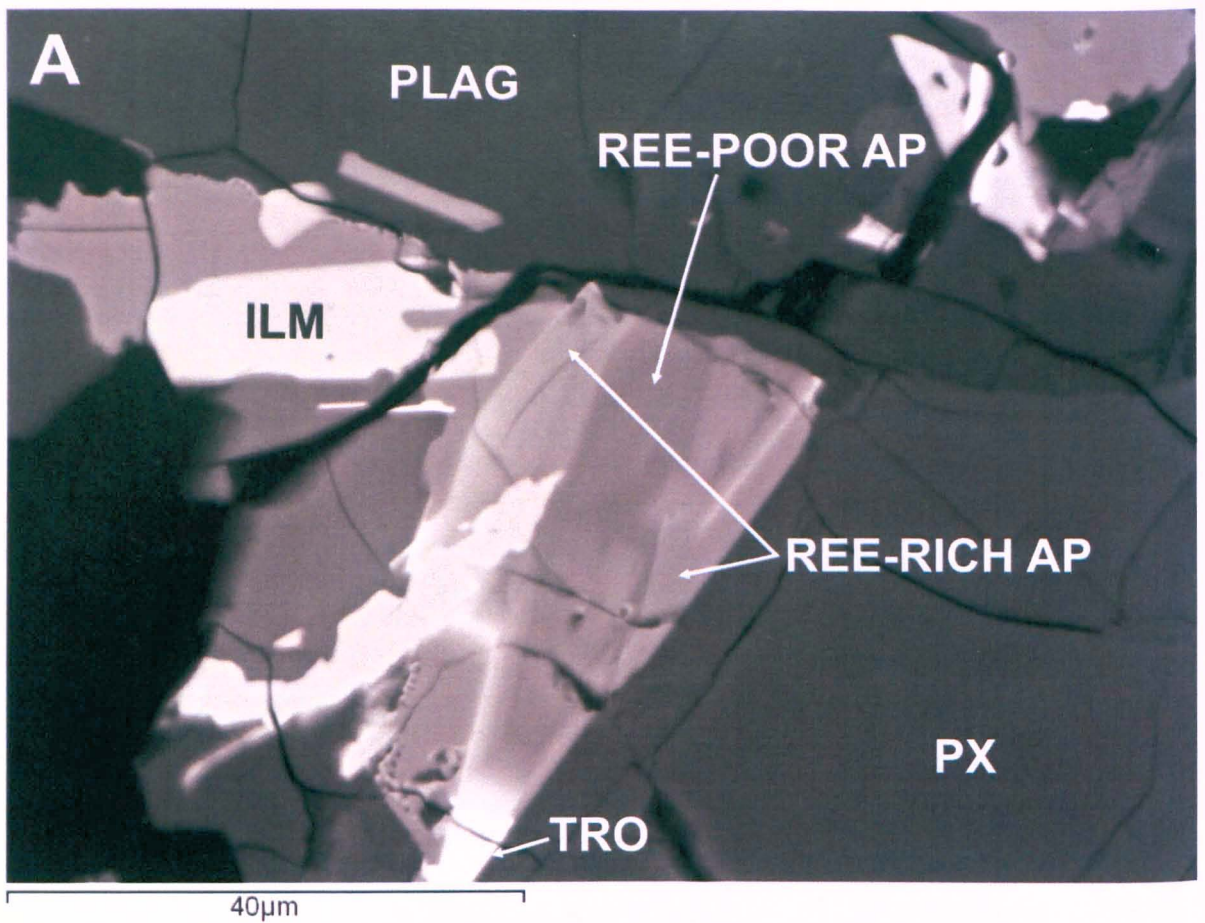 A
PLAG
REE-POOR AP
ILM
REE-RICH AP
PX
TRO
40µm